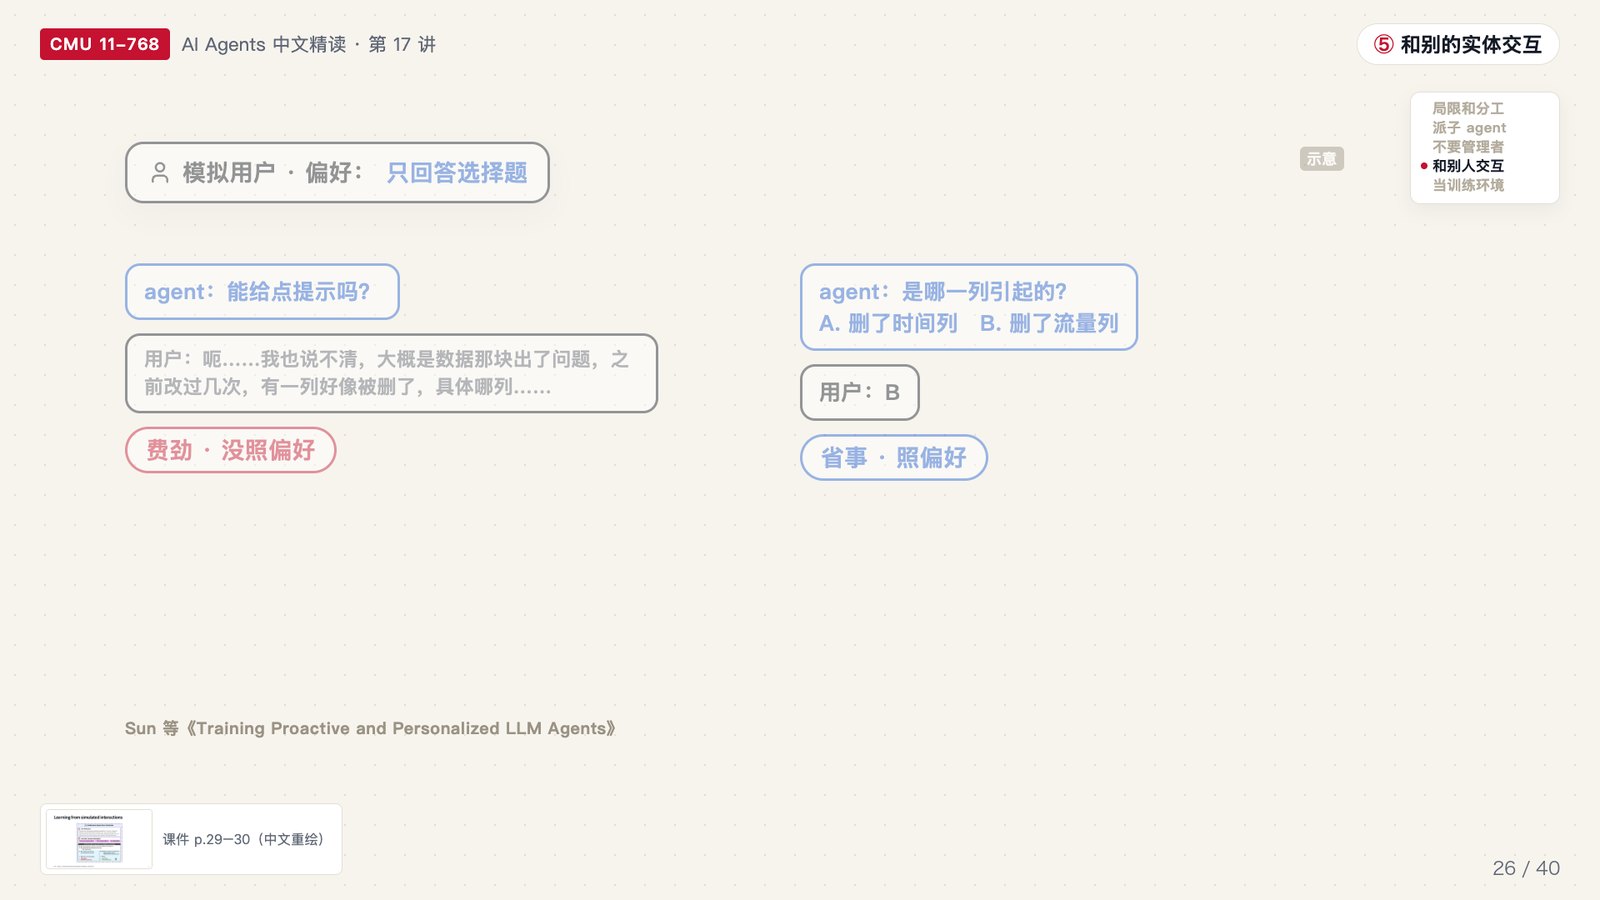 CMU 11-768 AI Agents 中文精读 · 第 17 讲
⑤ 和别的实体交互
局限和分工
派子 agent
不要管理者
和别人交互
当训练环境
模拟用户 · 偏好： 只回答选择题
示意
agent：能给点提示吗？
用户：呃……我也说不清，大概是数据那块出了问题，之
前改过几次，有一列好像被删了，具体哪列……
费劲 · 没照偏好
agent：是哪一列引起的？
A. 删了时间列 B. 删了流量列
用户：B
省事 · 照偏好
Sun 等《Training Proactive and Personalized LLM Agents》
Learning from simulated interactions
课件 p.29–30（中文重绘）
26 / 40